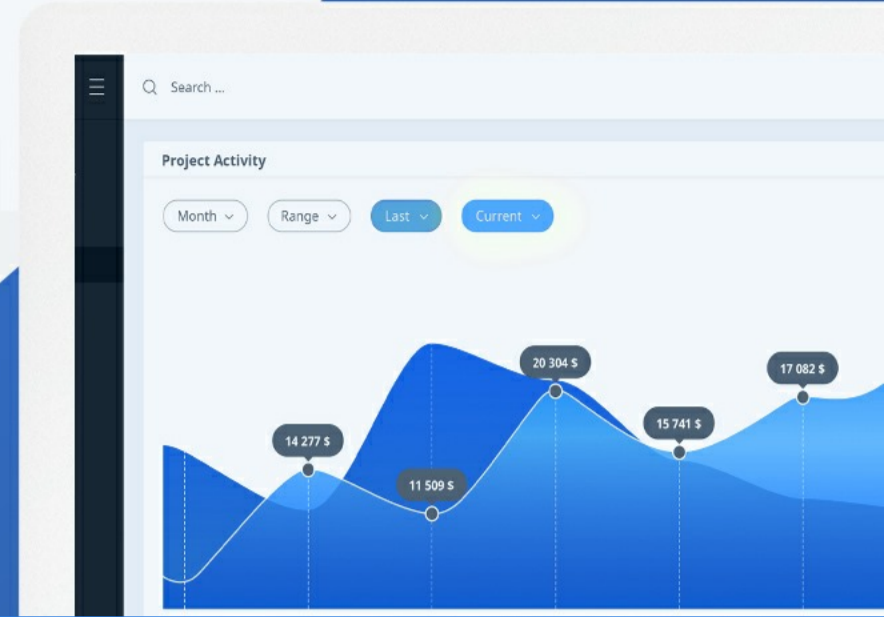 Search ...
Project Activity
Month
Range
Last
Current
20 304 $
17 082 $
15 741 $
14 277 $
11 509 $